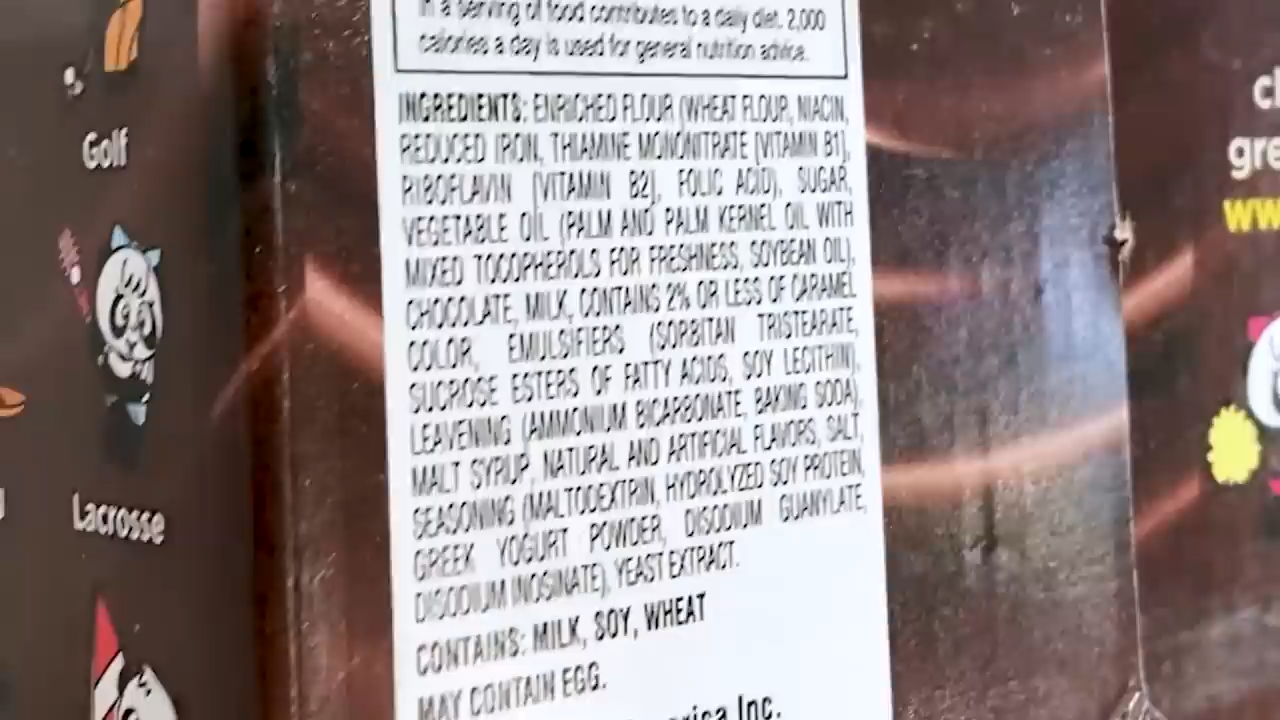 in a serving of food contributes to a daily diet. 2,000
calories a day is used for general nutrition advice.
INGREDIENTS: ENRICHED FLOUR (WHEAT FLOUR, NIACIN,
REDUCED IRON, THIAMINE MONONITRATE [VITAMIN B1],
RIBOFLAVIN [VITAMIN B2], FOLIC ACID), SUGAR,
VEGETABLE OIL (PALM AND PALM KERNEL OIL WITH
MIXED TOCOPHEROLS FOR FRESHNESS, SOYBEAN OIL),
CHOCOLATE, MILK, CONTAINS 2% OR LESS OF CARAMEL
COLOR, EMULSIFIERS (SORBITAN TRISTEARATE,
SUCROSE ESTERS OF FATTY ACIDS, SOY LECITHIN),
LEAVENING (AMMONIUM BICARBONATE, BAKING SODA),
MALT SYRUP, NATURAL AND ARTIFICIAL FLAVORS, SALT,
SEASONING (MALTODEXTRIN, HYDROLYZED SOY PROTEIN,
GREEK YOGURT POWDER, DISODIUM GUANYLATE,
DISODIUM INOSINATE), YEAST EXTRACT.
CONTAINS: MILK, SOY, WHEAT
MAY CONTAIN EGG.
Inc.
Golf
Lacrosse